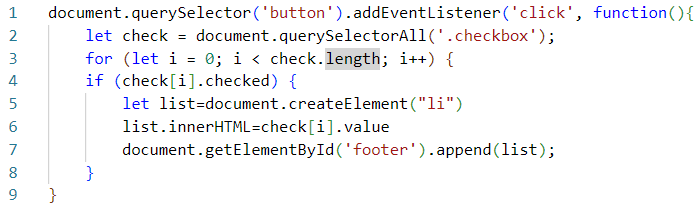 1 document.querySelector('button').addEventListener('click', function(){
2     let check = document.querySelectorAll('.checkbox');
3     for (let i = 0; i < check.length; i++) {
4     if (check[i].checked) {
5         let list=document.createElement("li")
6         list.innerHTML=check[i].value
7         document.getElementById('footer').append(list);
8     }
9 }